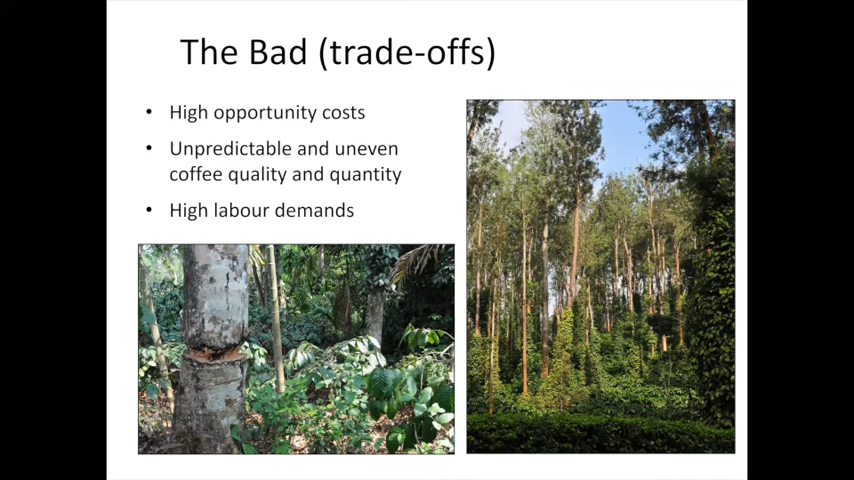 The Bad (trade-offs)
• High opportunity costs
• Unpredictable and uneven
coffee quality and quantity
• High labour demands